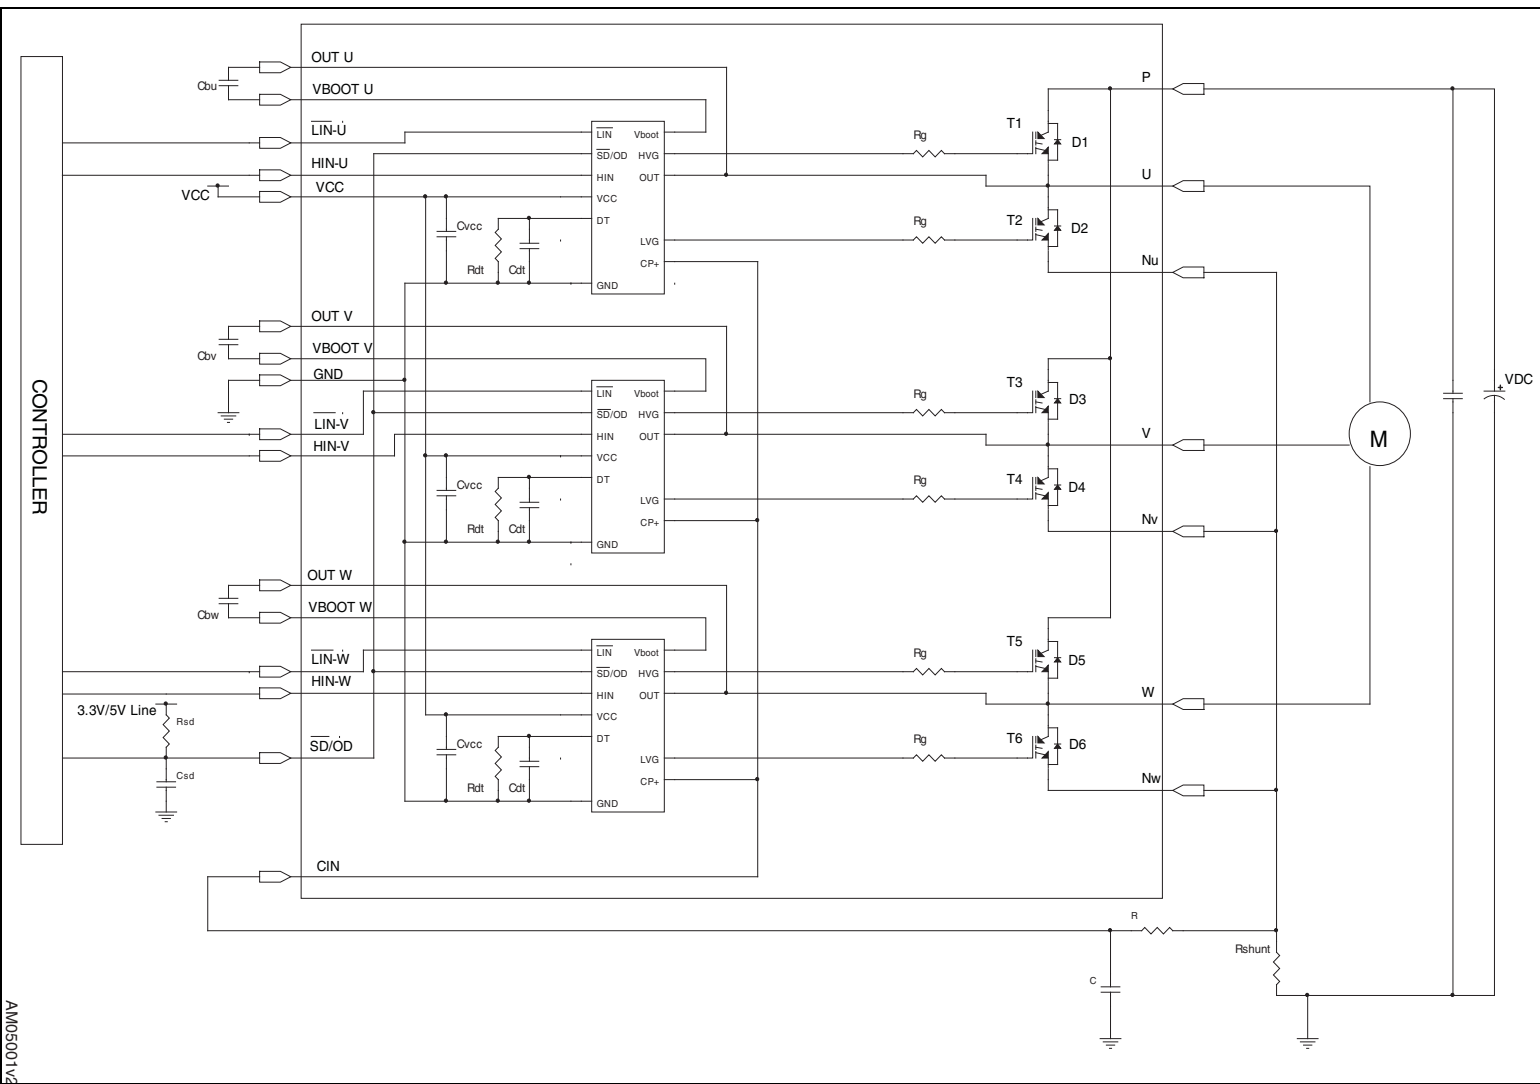 OUT U
Cbu
VBOOT U
P
LIN-U
LIN
Vboot
Rg
T1
D1
SD/OD
HVG
HIN-U
HIN
OUT
U
VCC
VCC
VCC
DT
Cvcc
Rdt
Cdt
LVG
Rg
T2
D2
CP+
Nu
GND
OUT V
Cbv
VBOOT V
GND
CONTROLLER
LIN
Vboot
Rg
T3
D3
VDC
+
SD/OD
HVG
LIN-V
HIN
OUT
V
M
HIN-V
VCC
DT
Cvcc
Rdt
Cdt
LVG
Rg
T4
D4
CP+
Nv
GND
OUT W
Cbw
VBOOT W
LIN-W
LIN
Vboot
Rg
T5
D5
SD/OD
HVG
HIN-W
HIN
OUT
W
3.3V/5V Line
Rsd
VCC
DT
SD/OD
Cvcc
Rdt
Cdt
LVG
Rg
T6
D6
Csd
CP+
Nw
GND
CIN
R
Rshunt
C
AM05001v2